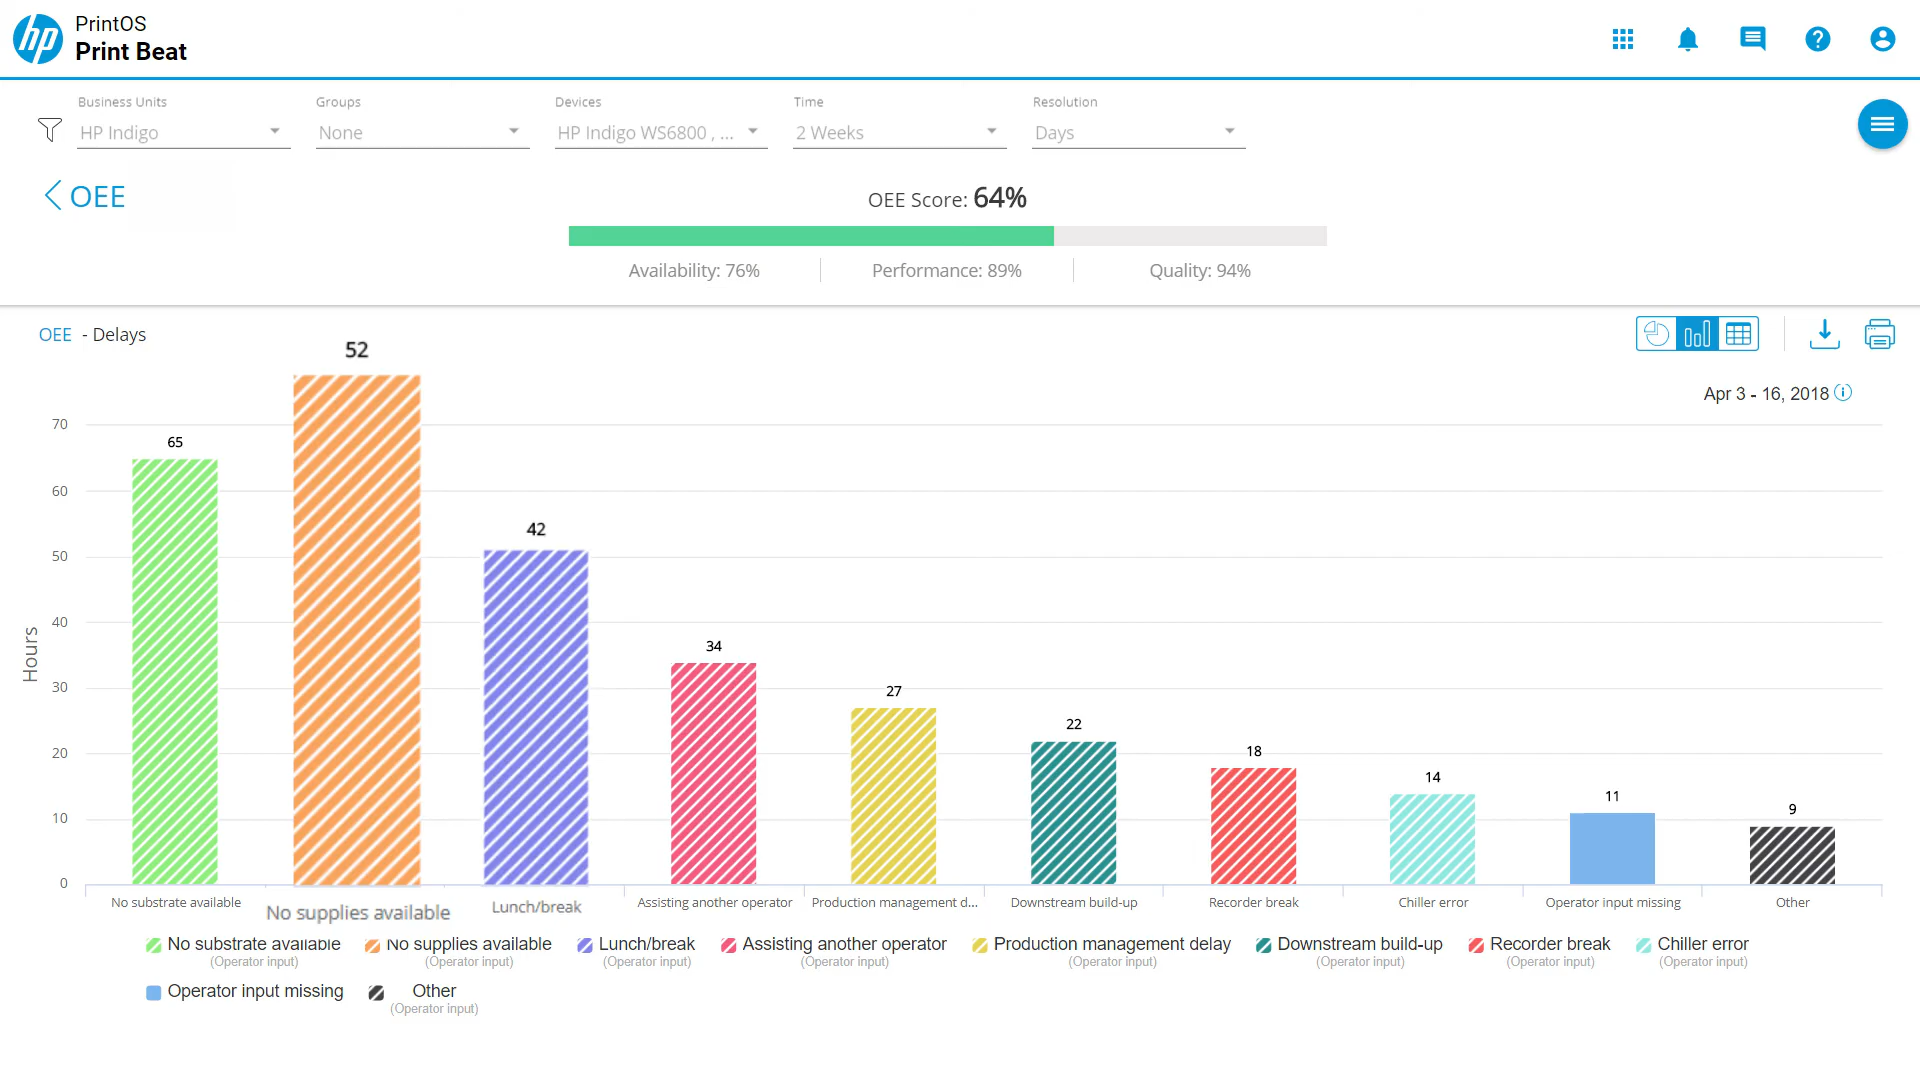 hp
PrintOS
Print Beat
Business Units
Groups
Devices
Time
Resolution
HP Indigo
None
HP Indigo WS6800 , ...
2 Weeks
Days
OEE
OEE Score: 64%
Availability: 76%
Performance: 89%
Quality: 94%
OEE - Delays
Apr 3 - 16, 2018
Hours
70
60
50
40
30
20
10
0
65
52
42
34
27
22
18
14
11
9
No substrate available
No supplies available
Lunch/break
Assisting another operator
Production management d...
Downstream build-up
Recorder break
Chiller error
Operator input missing
Other
No substrate available
(Operator input)
No supplies available
(Operator input)
Lunch/break
(Operator input)
Assisting another operator
(Operator input)
Production management delay
(Operator input)
Downstream build-up
(Operator input)
Recorder break
(Operator input)
Chiller error
(Operator input)
Operator input missing
Other
(Operator input)